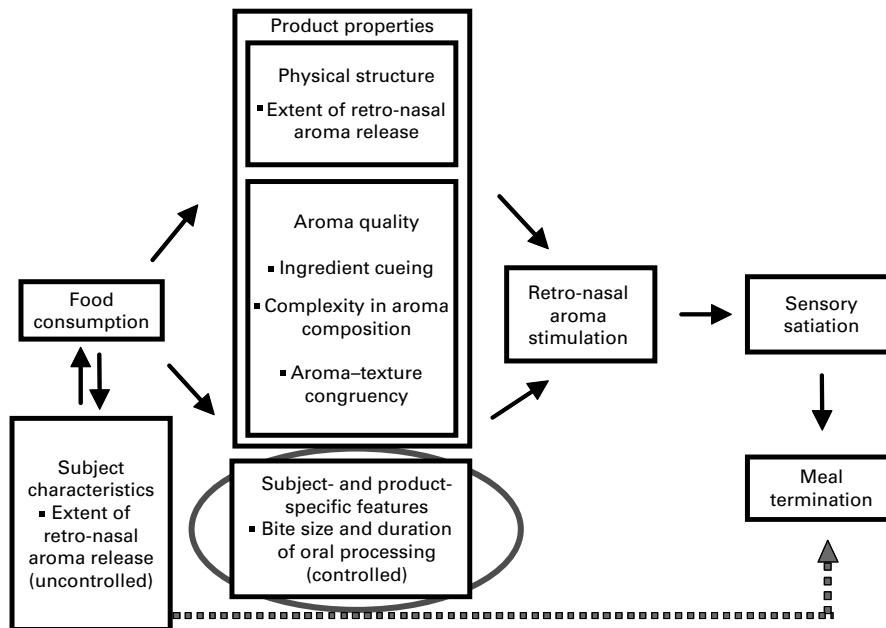 Product properties
Physical structure
▪ Extent of retro-nasal
aroma release
Aroma quality
▪ Ingredient cueing
▪ Complexity in aroma
composition
▪ Aroma–texture
congruency
Food
consumption
Retro-nasal
aroma
stimulation
Sensory
satiation
Subject
characteristics
▪ Extent of
retro-nasal
aroma release
(uncontrolled)
Subject- and product-
specific features
▪ Bite size and duration
of oral processing
(controlled)
Meal
termination